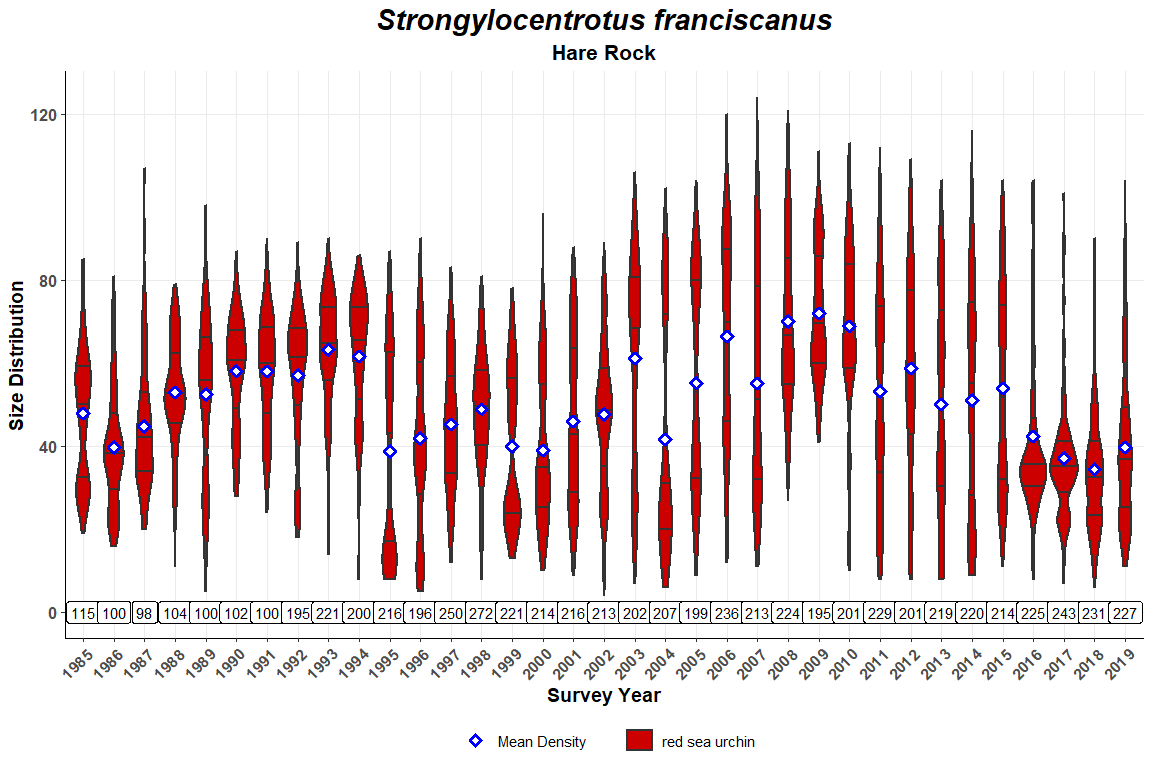 Strongylocentrotus franciscanus
Hare Rock
Size Distribution
120
80
40
0
115 100 98 104 100 102 100 195 221 200 216 196 250 272 221 214 216 213 202 207 199 236 213 224 195 201 229 201 219 220 214 225 243 231 227
1985 1986 1987 1988 1989 1990 1991 1992 1993 1994 1995 1996 1997 1998 1999 2000 2001 2002 2003 2004 2005 2006 2007 2008 2009 2010 2011 2012 2013 2014 2015 2016 2017 2018 2019
Survey Year
Mean Density red sea urchin